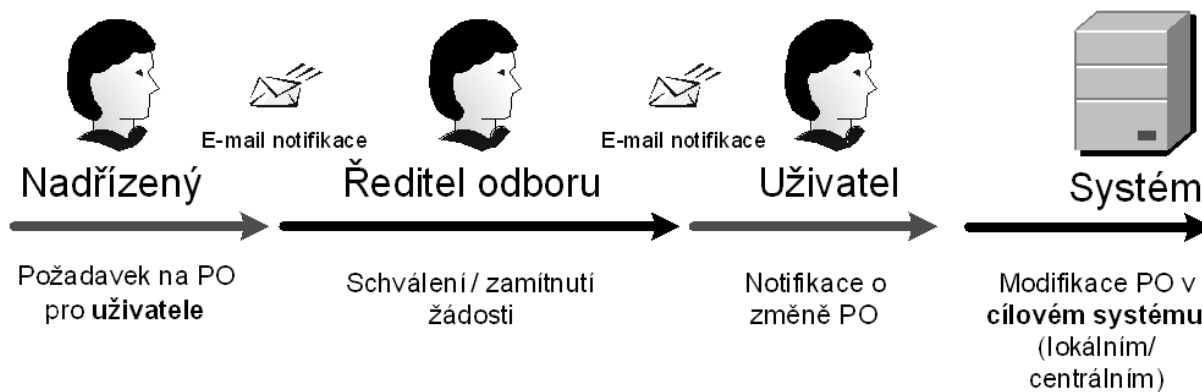 E-mail notifikace
E-mail notifikace
Nadřízený
Ředitel odboru
Uživatel
Systém
Požadavek na PO
pro uživatele
Schválení / zamítnutí
žádosti
Notifikace o
změně PO
Modifikace PO v
cílovém systému
(lokálním/
centrálním)